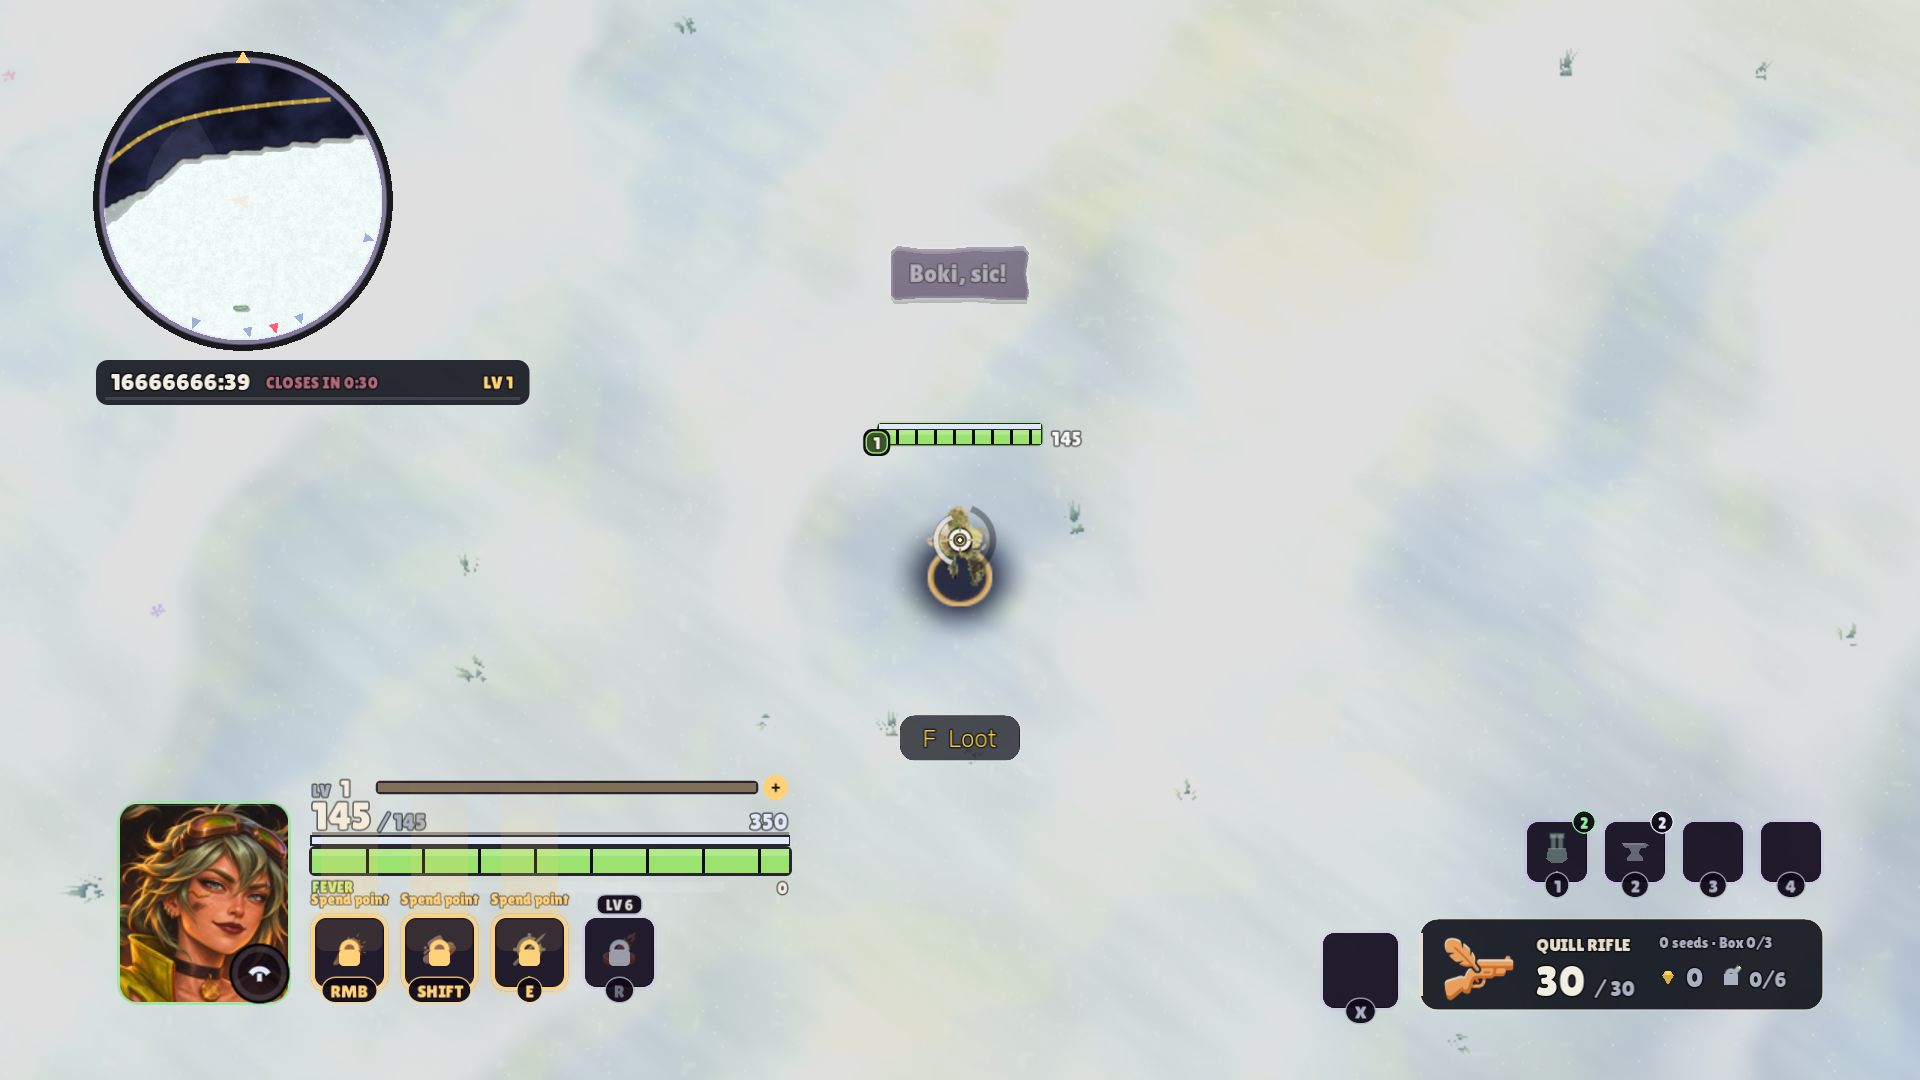 Boki, sic!
16666666:39 CLOSES IN 0:30 LV 1
1 145
F Loot
LV 1 +
145 /145 350
FEVER 0
Spend point Spend point Spend point LV 6
RMB SHIFT E R
2 2
1 2 3 4
QUILL RIFLE 0 seeds · Box 0/3
30 / 30 0 0/6
X